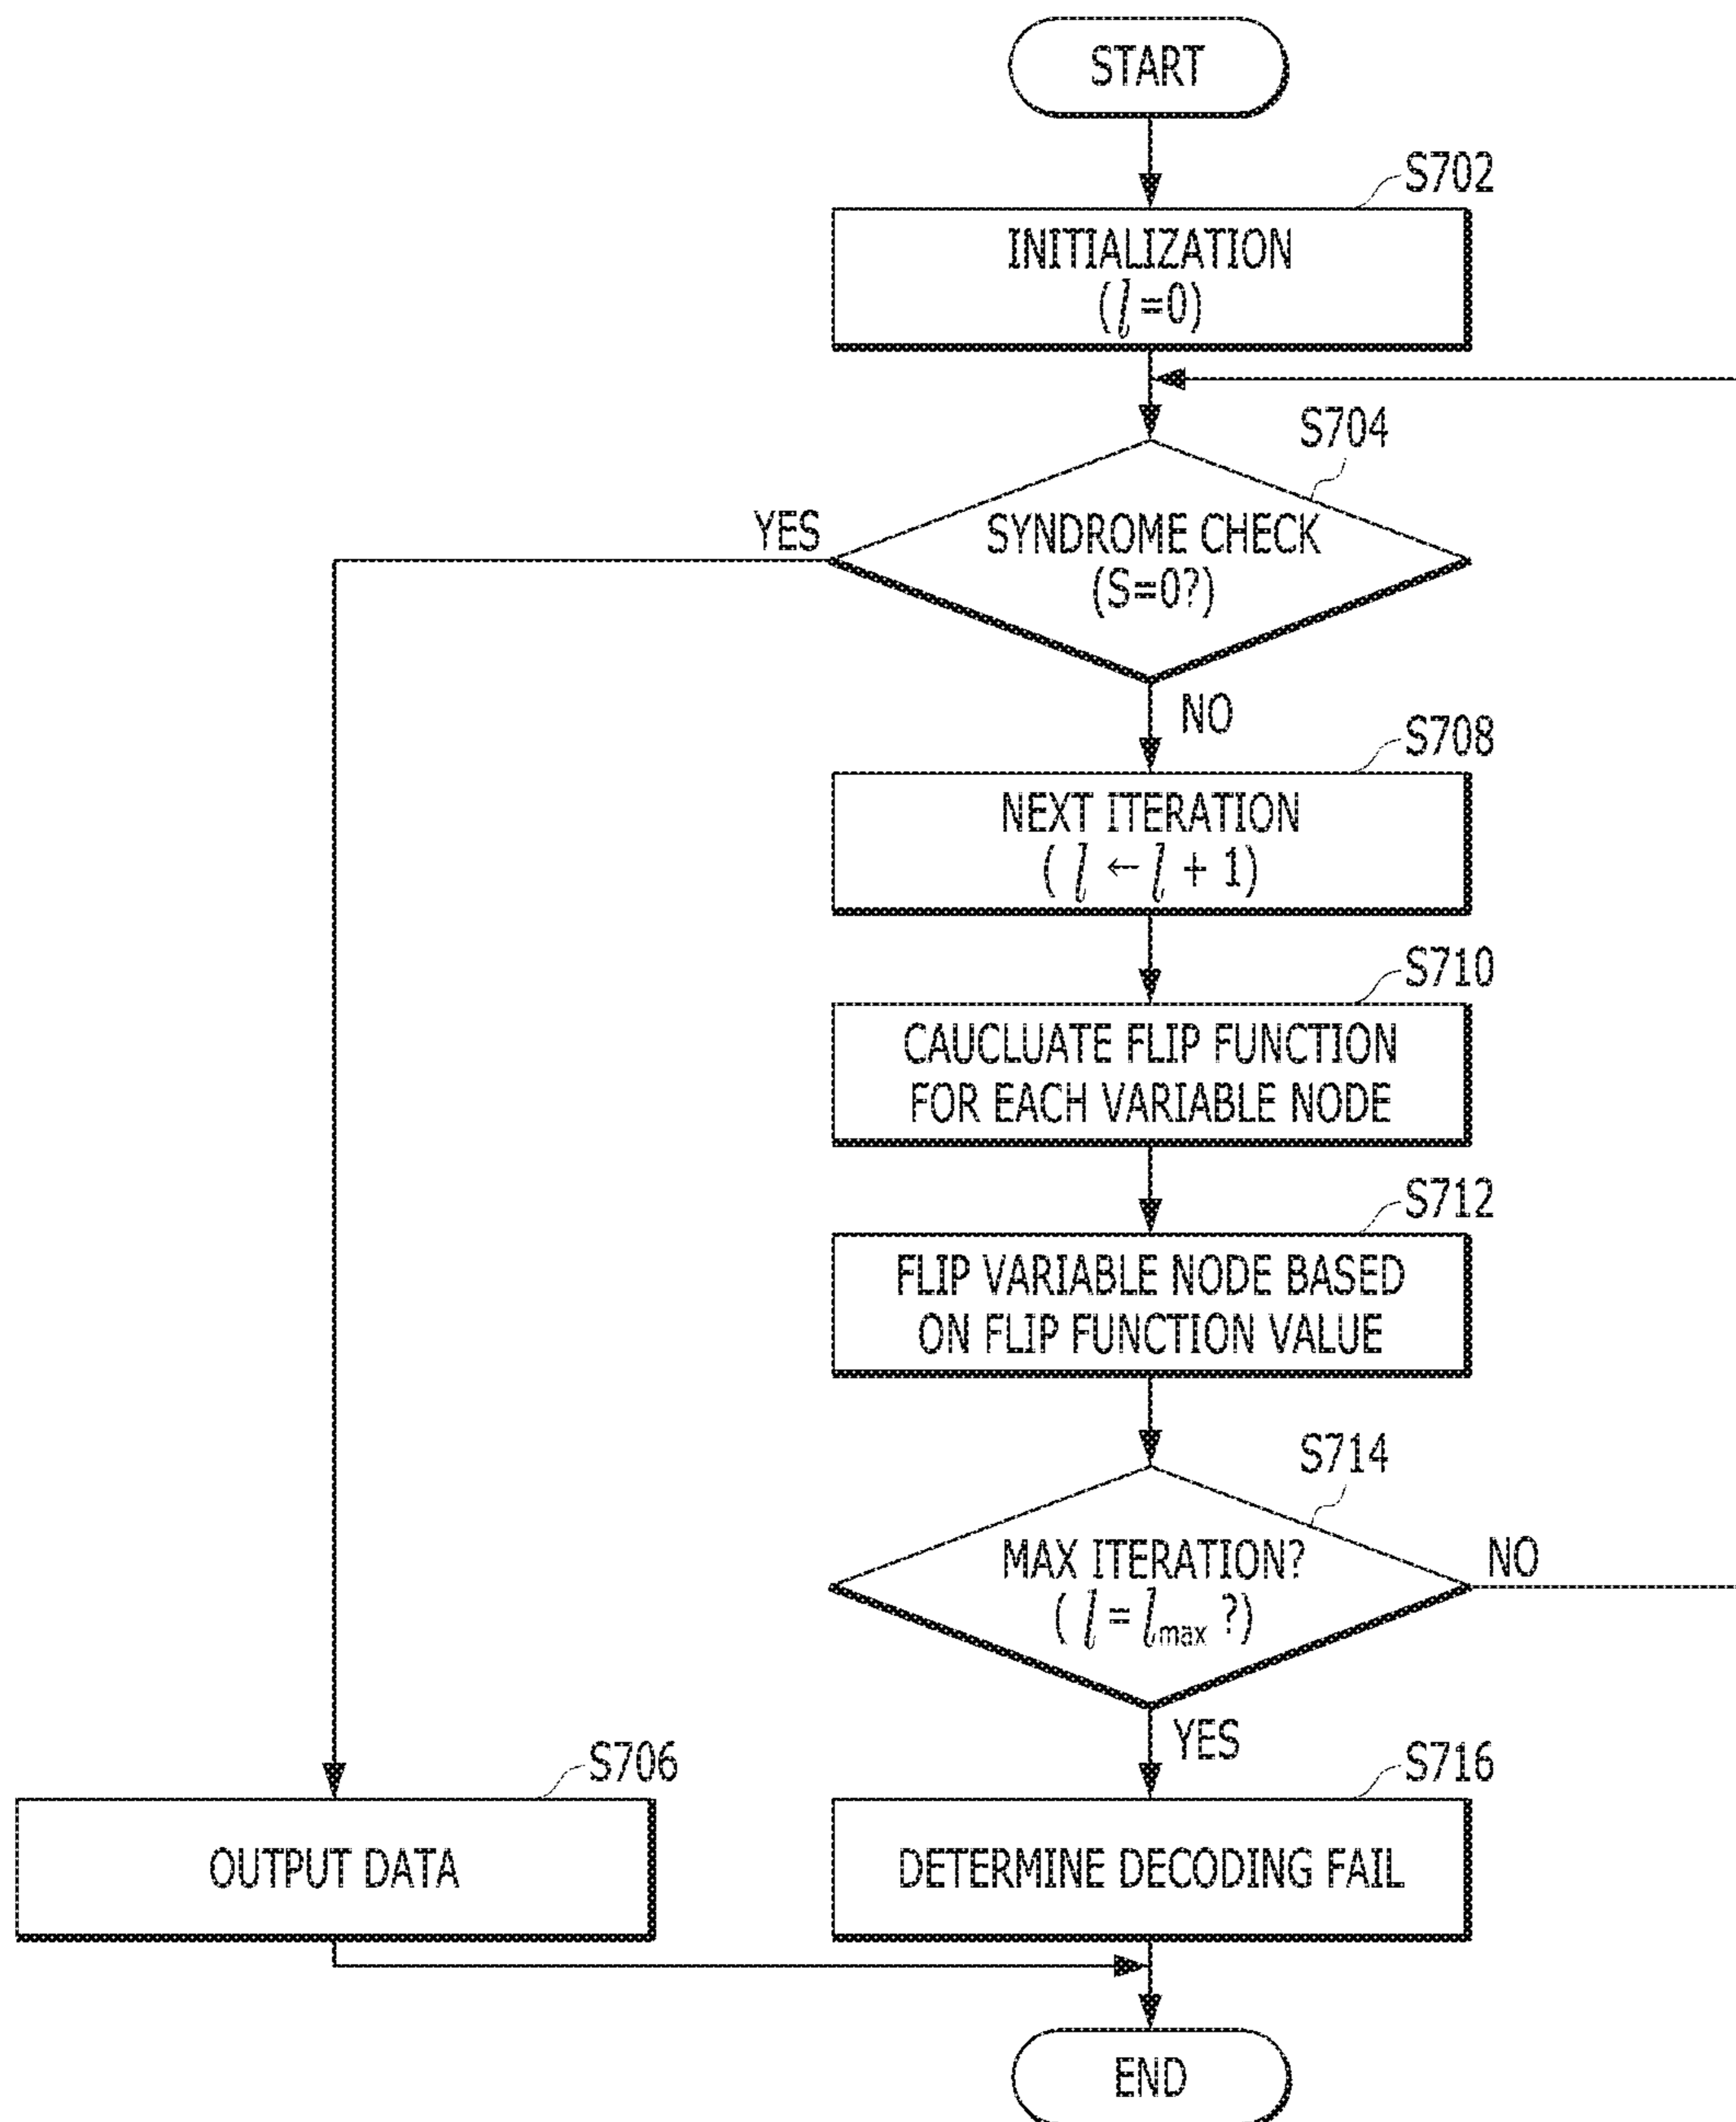 START
S702
INITIALIZATION
(l=0)
S704
YES
SYNDROME CHECK
(S=0?)
NO
S708
NEXT ITERATION
( l ← l + 1)
S710
CAUCLUATE FLIP FUNCTION
FOR EACH VARIABLE NODE
S712
FLIP VARIABLE NODE BASED
ON FLIP FUNCTION VALUE
S714
MAX ITERATION?
( l = lmax ?)
NO
YES
S706
S716
OUTPUT DATA
DETERMINE DECODING FAIL
END